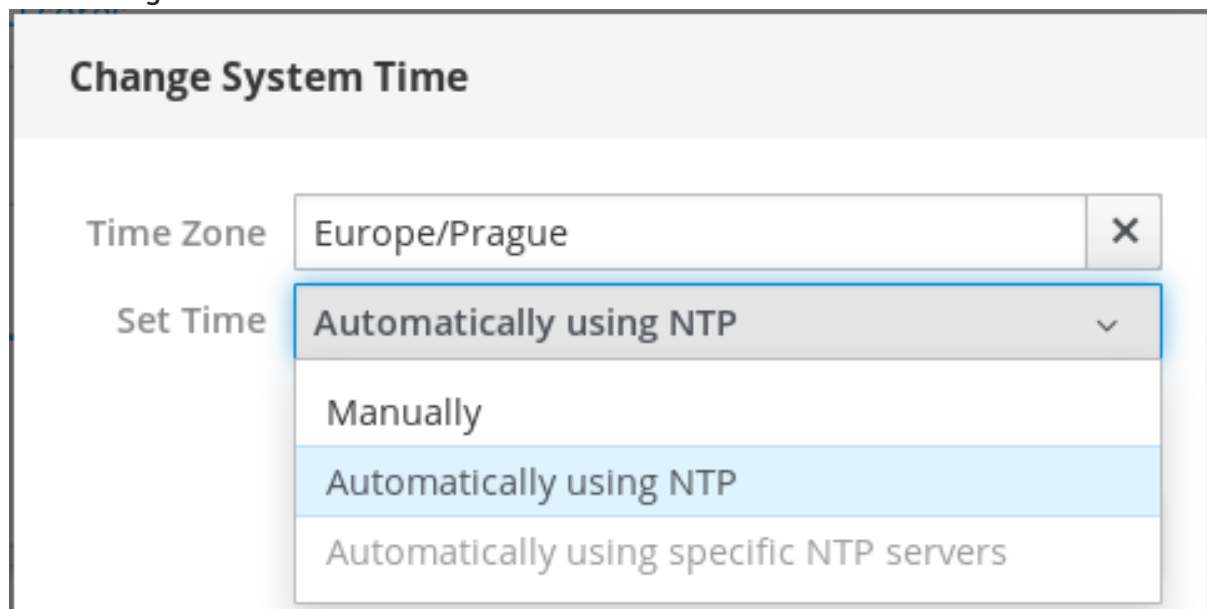 Change System Time
Time Zone Europe/Prague
Set Time Automatically using NTP
Manually
Automatically using NTP
Automatically using specific NTP servers